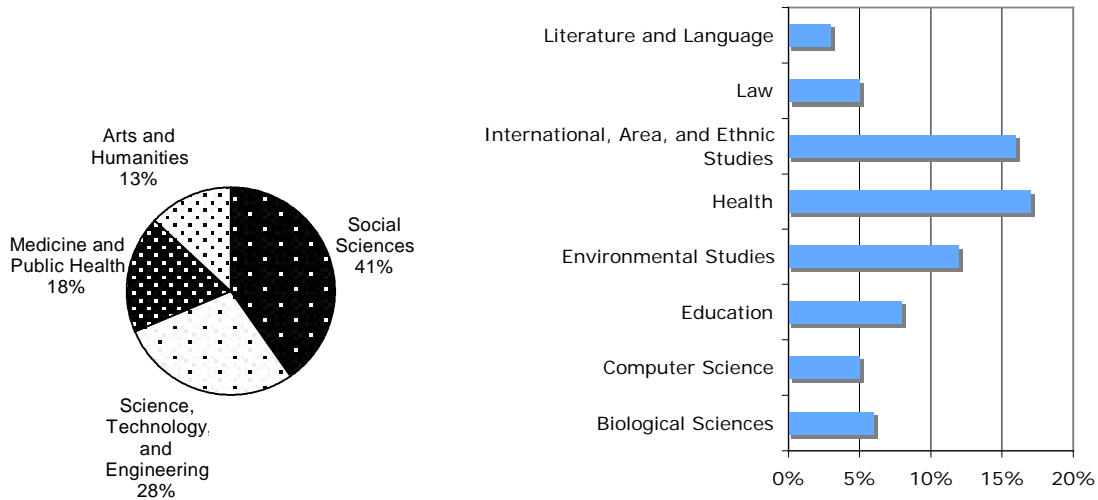 Arts and
Humanities
13%
Social
Sciences
41%
Medicine and
Public Health
18%
Science,
Technology,
and
Engineering
28%
Literature and Language
Law
International, Area, and Ethnic
Studies
Health
Environmental Studies
Education
Computer Science
Biological Sciences
0% 5% 10% 15% 20%